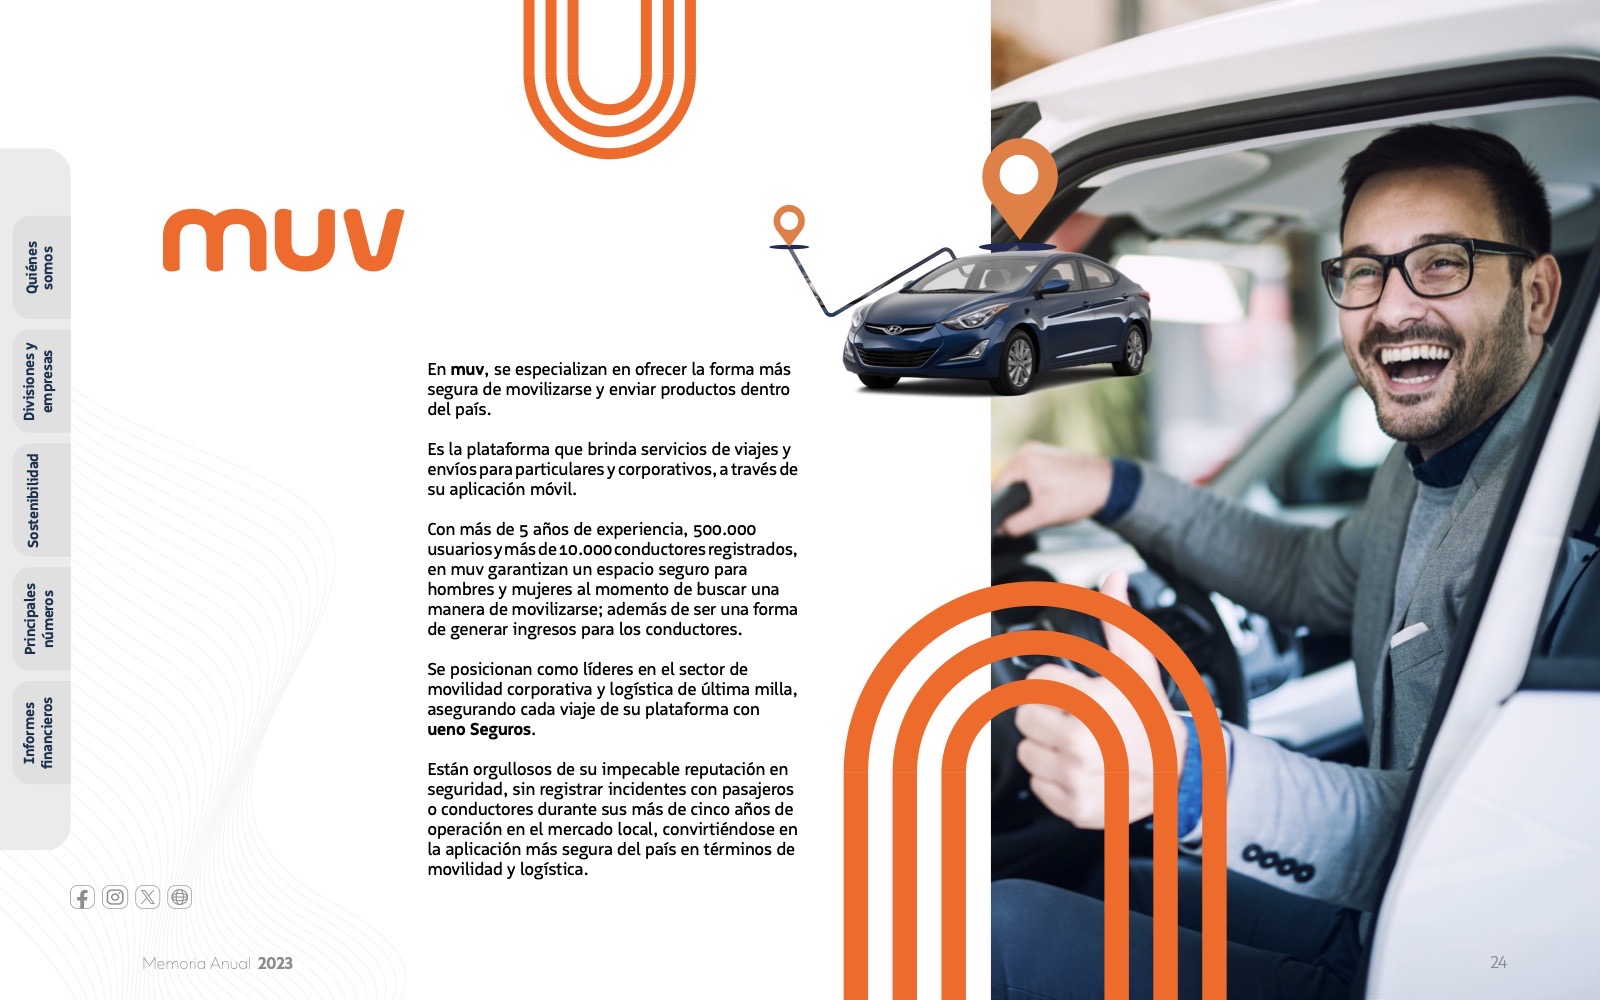 muv
Quiénes
somos
Divisiones y
empresas
Sostenibilidad
Principales
números
Informes
financieros
En muv, se especializan en ofrecer la forma más
segura de movilizarse y enviar productos dentro
del país.
Es la plataforma que brinda servicios de viajes y
envíos para particulares y corporativos, a través de
su aplicación móvil.
Con más de 5 años de experiencia, 500.000
usuarios y más de 10.000 conductores registrados,
en muv garantizan un espacio seguro para
hombres y mujeres al momento de buscar una
manera de movilizarse; además de ser una forma
de generar ingresos para los conductores.
Se posicionan como líderes en el sector de
movilidad corporativa y logística de última milla,
asegurando cada viaje de su plataforma con
ueno Seguros.
Están orgullosos de su impecable reputación en
seguridad, sin registrar incidentes con pasajeros
o conductores durante sus más de cinco años de
operación en el mercado local, convirtiéndose en
la aplicación más segura del país en términos de
movilidad y logística.
Memoria Anual 2023
24